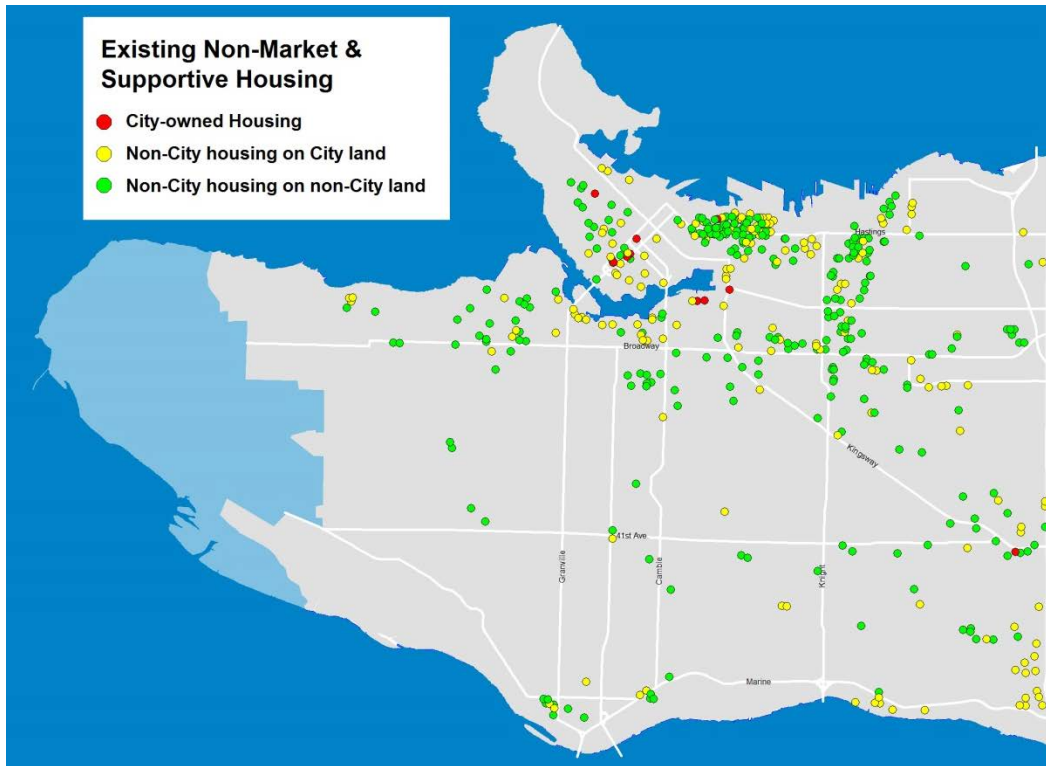 Existing Non-Market &
Supportive Housing
City-owned Housing
Non-City housing on City land
Non-City housing on non-City land
Hastings
Broadway
Kingsway
41st Ave
Granville
Cambie
Knight
Marine